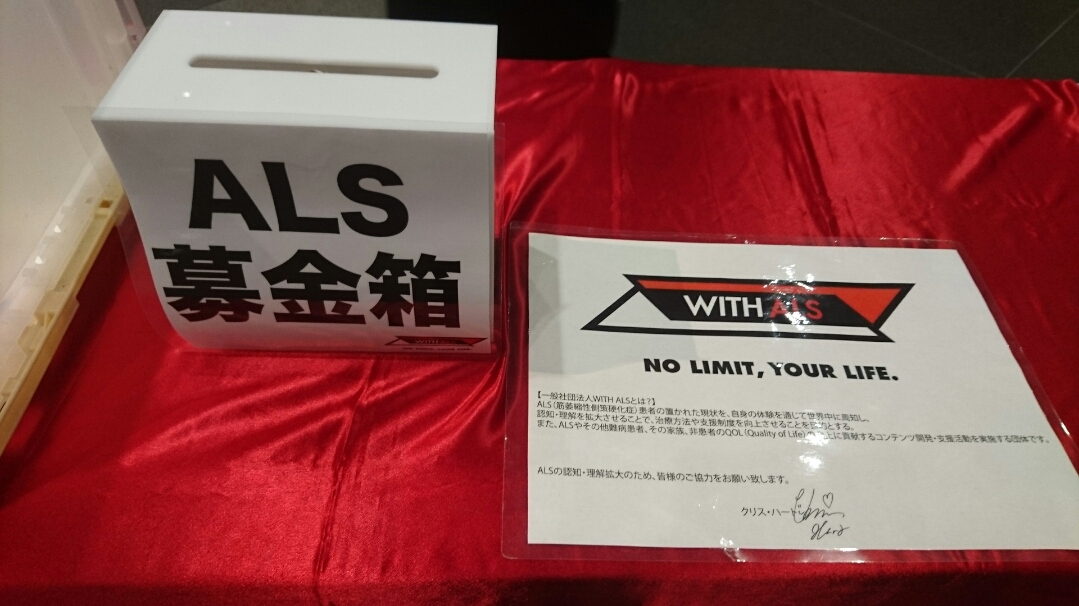 ALS
募金箱
WITH ALS
NO LIMIT, YOUR LIFE.
【一般社団法人WITH ALSとは？】
ALS（筋萎縮性側索硬化症）患者の置かれた現状を、自身の体験を通じて世界中に周知し、
認知・理解を拡大させることで、治療方法や支援制度を向上させることを
また、ALSやその他難病患者、その家族、非患者のQOL（Quality of Life）の 上に貢献するコンテンツ開発・支援活動を実施する団体です。
ALSの認知・理解拡大のため、皆様のご協力をお願い致します。
クリス・ハート